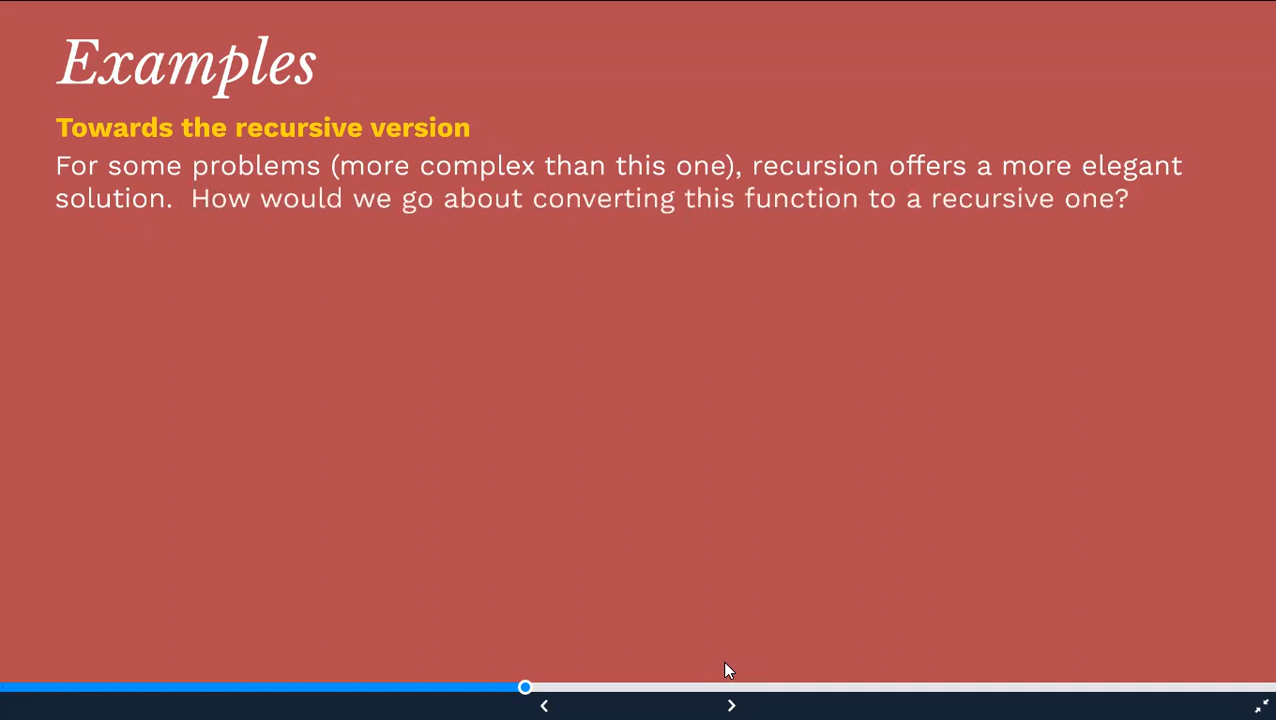 Examples
Towards the recursive version
For some problems (more complex than this one), recursion offers a more elegant
solution.  How would we go about converting this function to a recursive one?